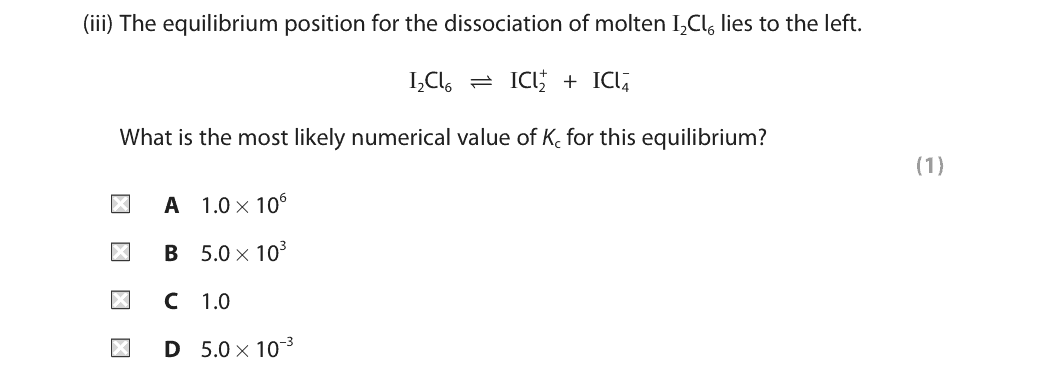 (iii) The equilibrium position for the dissociation of molten I₂Cl₆ lies to the left.
I₂Cl₆ ⇌ ICl₂⁺ + ICl₄⁻
What is the most likely numerical value of Kc for this equilibrium?
(1)
A 1.0 × 10⁶
B 5.0 × 10³
C 1.0
D 5.0 × 10⁻³